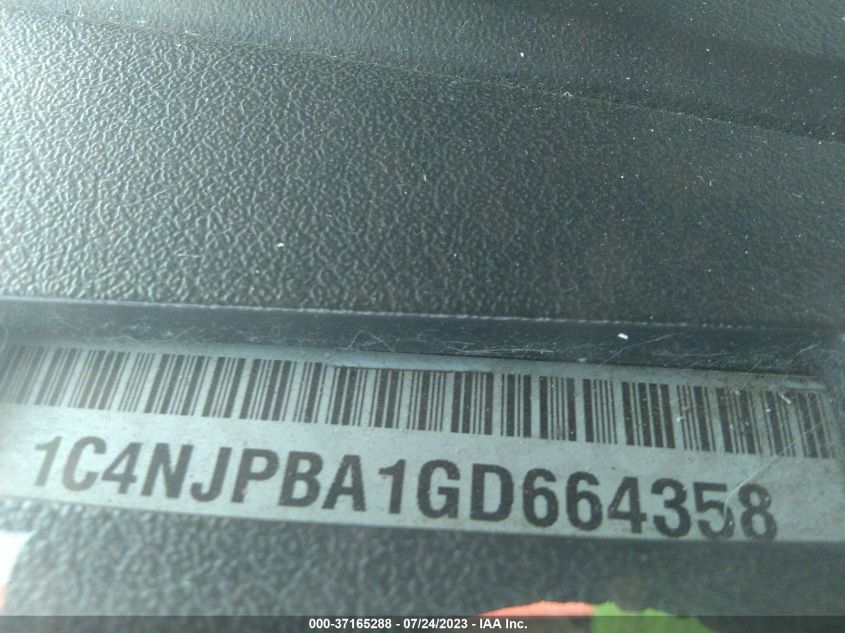 1C4NJPBA1GD664358
000-37165288 / 07/24/2023 - IAA Inc.